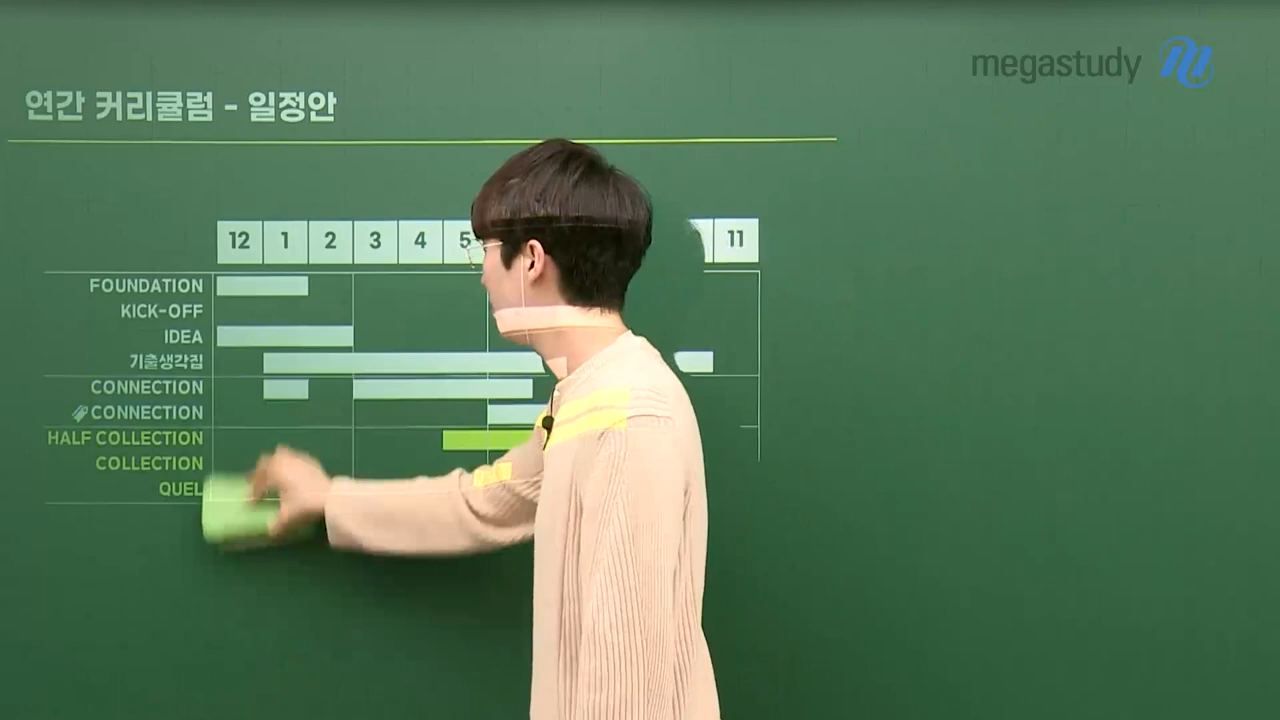 megastudy
연간 커리큘럼 - 일정안
12 1 2 3 4 5 11
FOUNDATION
KICK-OFF
IDEA
기출생각집
CONNECTION
CONNECTION
HALF COLLECTION
COLLECTION
QUEL